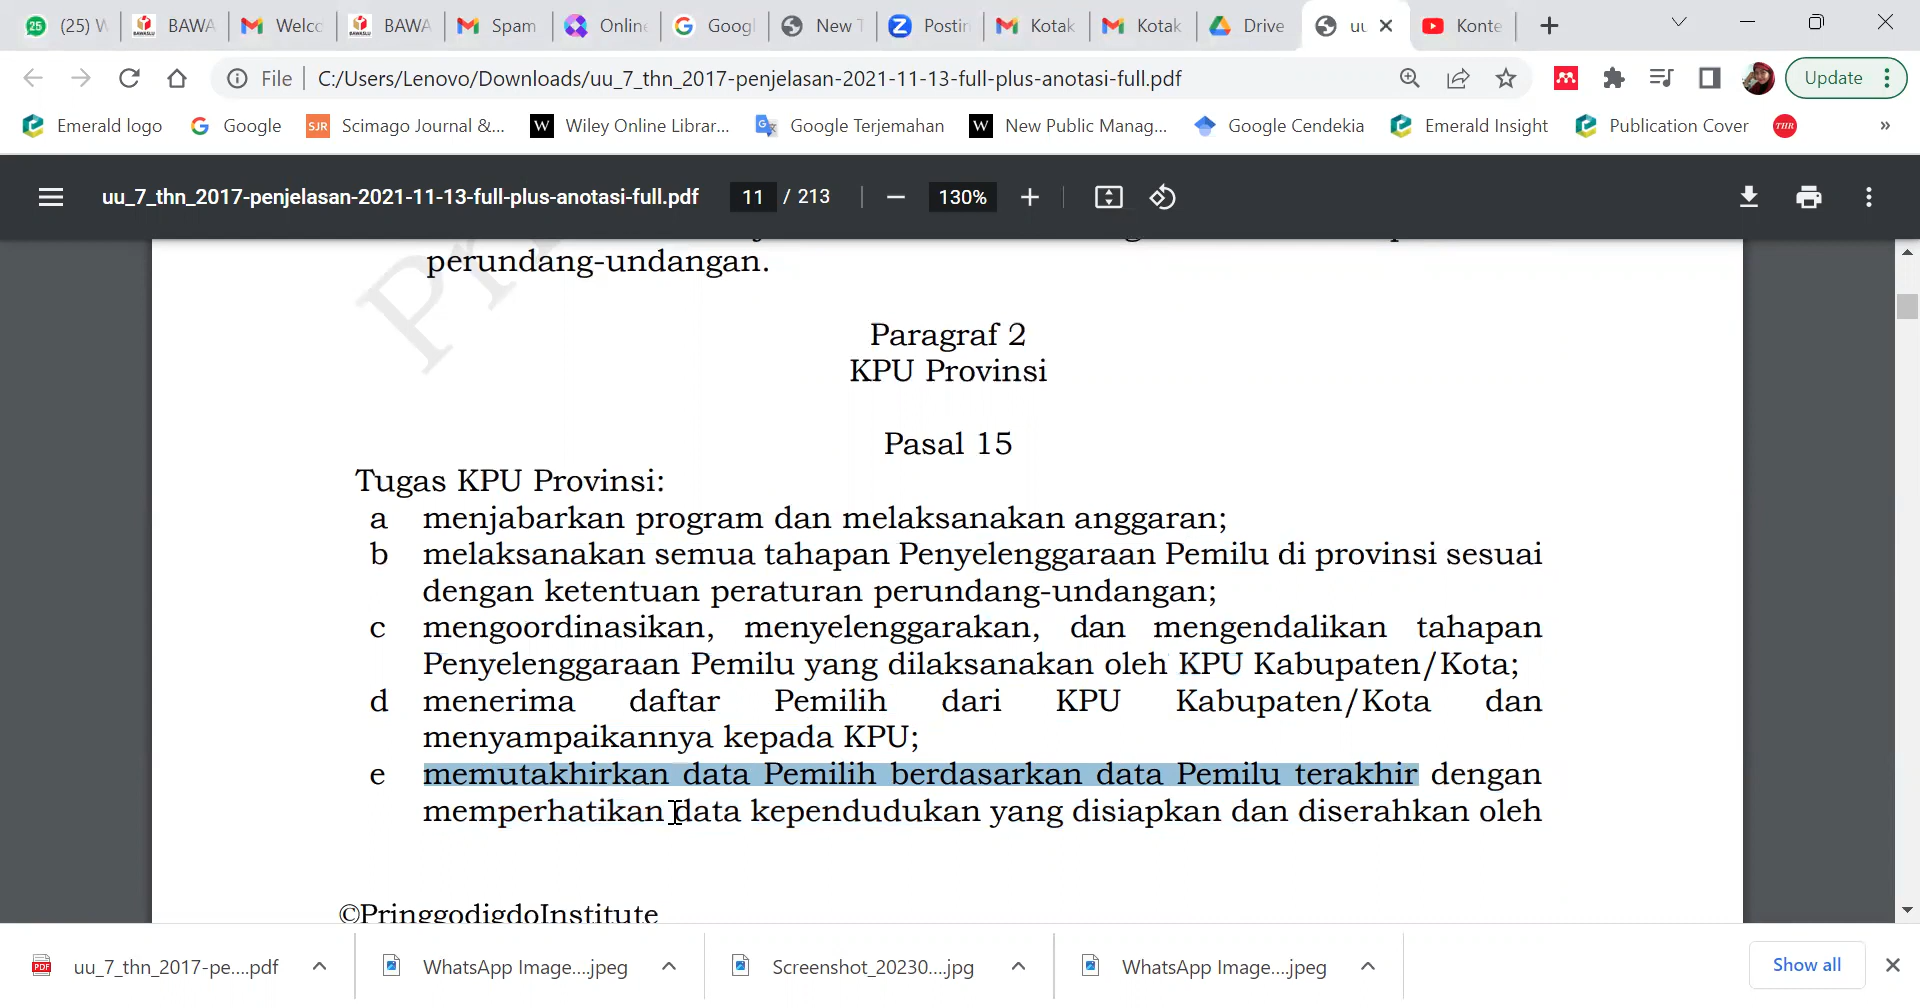 25 (25) W BAWA Welco BAWA Spam Online Googl New T Postin Kotak Kotak Drive uu Konte
File C:/Users/Lenovo/Downloads/uu_7_thn_2017-penjelasan-2021-11-13-full-plus-anotasi-full.pdf Update
Emerald logo Google SJR Scimago Journal &... W Wiley Online Librar... Google Terjemahan W New Public Manag... Google Cendekia Emerald Insight Publication Cover THR »
uu_7_thn_2017-penjelasan-2021-11-13-full-plus-anotasi-full.pdf 11 / 213 130%
perundang-undangan.
Pr
Paragraf 2
KPU Provinsi
Pasal 15
Tugas KPU Provinsi:
a menjabarkan program dan melaksanakan anggaran;
b melaksanakan semua tahapan Penyelenggaraan Pemilu di provinsi sesuai
dengan ketentuan peraturan perundang-undangan;
c mengoordinasikan, menyelenggarakan, dan mengendalikan tahapan
Penyelenggaraan Pemilu yang dilaksanakan oleh KPU Kabupaten/Kota;
d menerima daftar Pemilih dari KPU Kabupaten/Kota dan
menyampaikannya kepada KPU;
e memutakhirkan data Pemilih berdasarkan data Pemilu terakhir dengan
memperhatikan data kependudukan yang disiapkan dan diserahkan oleh
©PringgodigdoInstitute
PDF uu_7_thn_2017-pe....pdf WhatsApp Image....jpeg Screenshot_20230....jpg WhatsApp Image....jpeg Show all